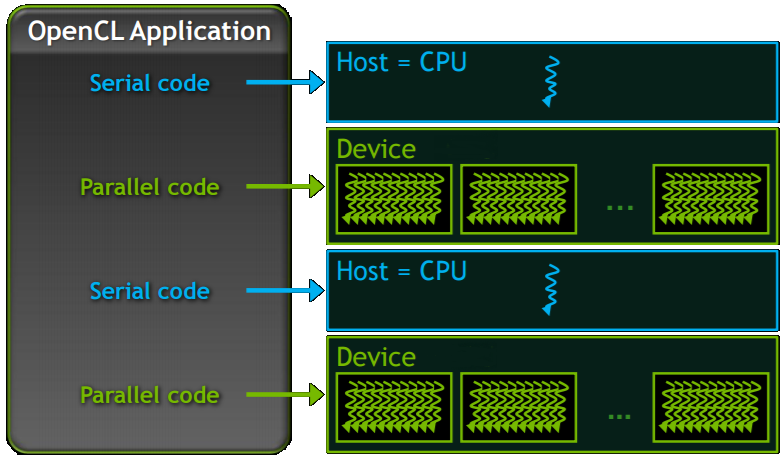 OpenCL Application
Serial code
Host = CPU
Parallel code
Device
...
Serial code
Host = CPU
Parallel code
Device
...